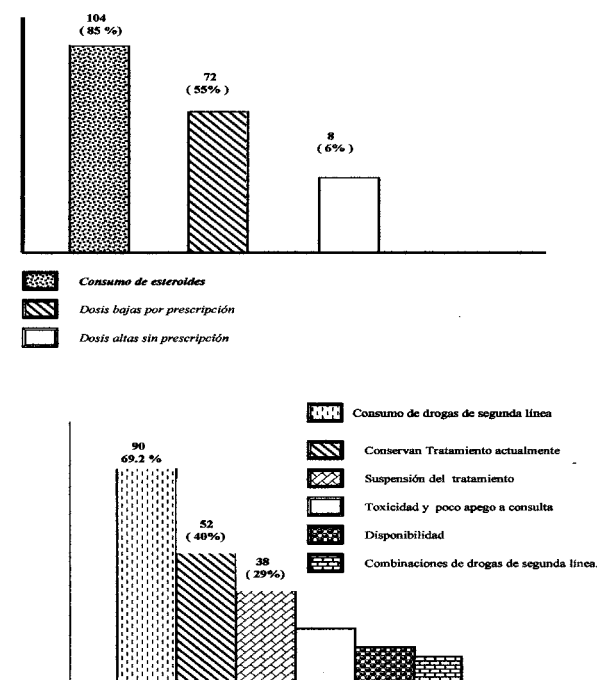 104
( 85 %)
72
( 55% )
8
( 6% )
Consumo de esteroides
Dosis bajas por prescripción
Dosis altas sin prescripción
Consumo de drogas de segunda línea
Conservan Tratamiento actualmente
Suspensión del tratamiento
Toxicidad y poco apego a consulta
Disponibilidad
Combinaciones de drogas de segunda línea.
90
69.2 %
52
( 40%)
38
( 29%)